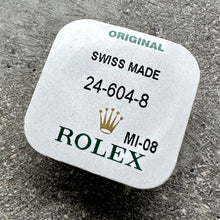 ORIGINAL
SWISS MADE
24-604-8
MI-08
ROLEX